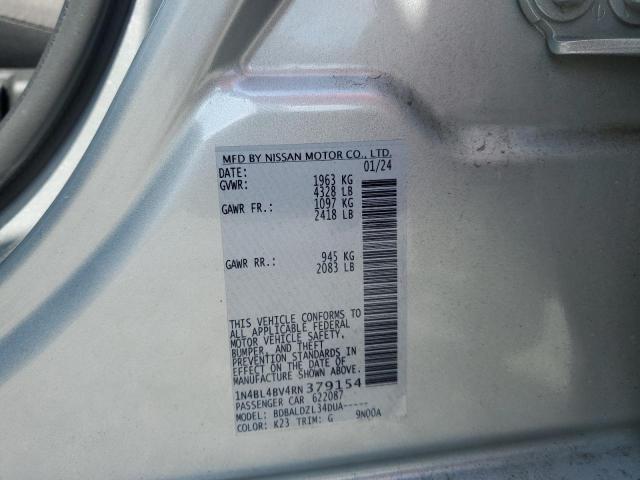 MFD BY NISSAN MOTOR CO., LTD.
DATE: 01/24
GVWR: 1963 KG
4328 LB
GAWR FR.: 1097 KG
2418 LB
GAWR RR.: 945 KG
2083 LB
THIS VEHICLE CONFORMS TO
ALL APPLICABLE FEDERAL
MOTOR VEHICLE SAFETY,
BUMPER, AND THEFT
PREVENTION STANDARDS IN
EFFECT ON THE DATE OF
MANUFACTURE SHOWN ABOVE.
1N4BL4BV4RN379154
PASSENGER CAR 622087
MODEL: BDBALDZL34DUA-----
COLOR: K23 TRIM: G 9N00A